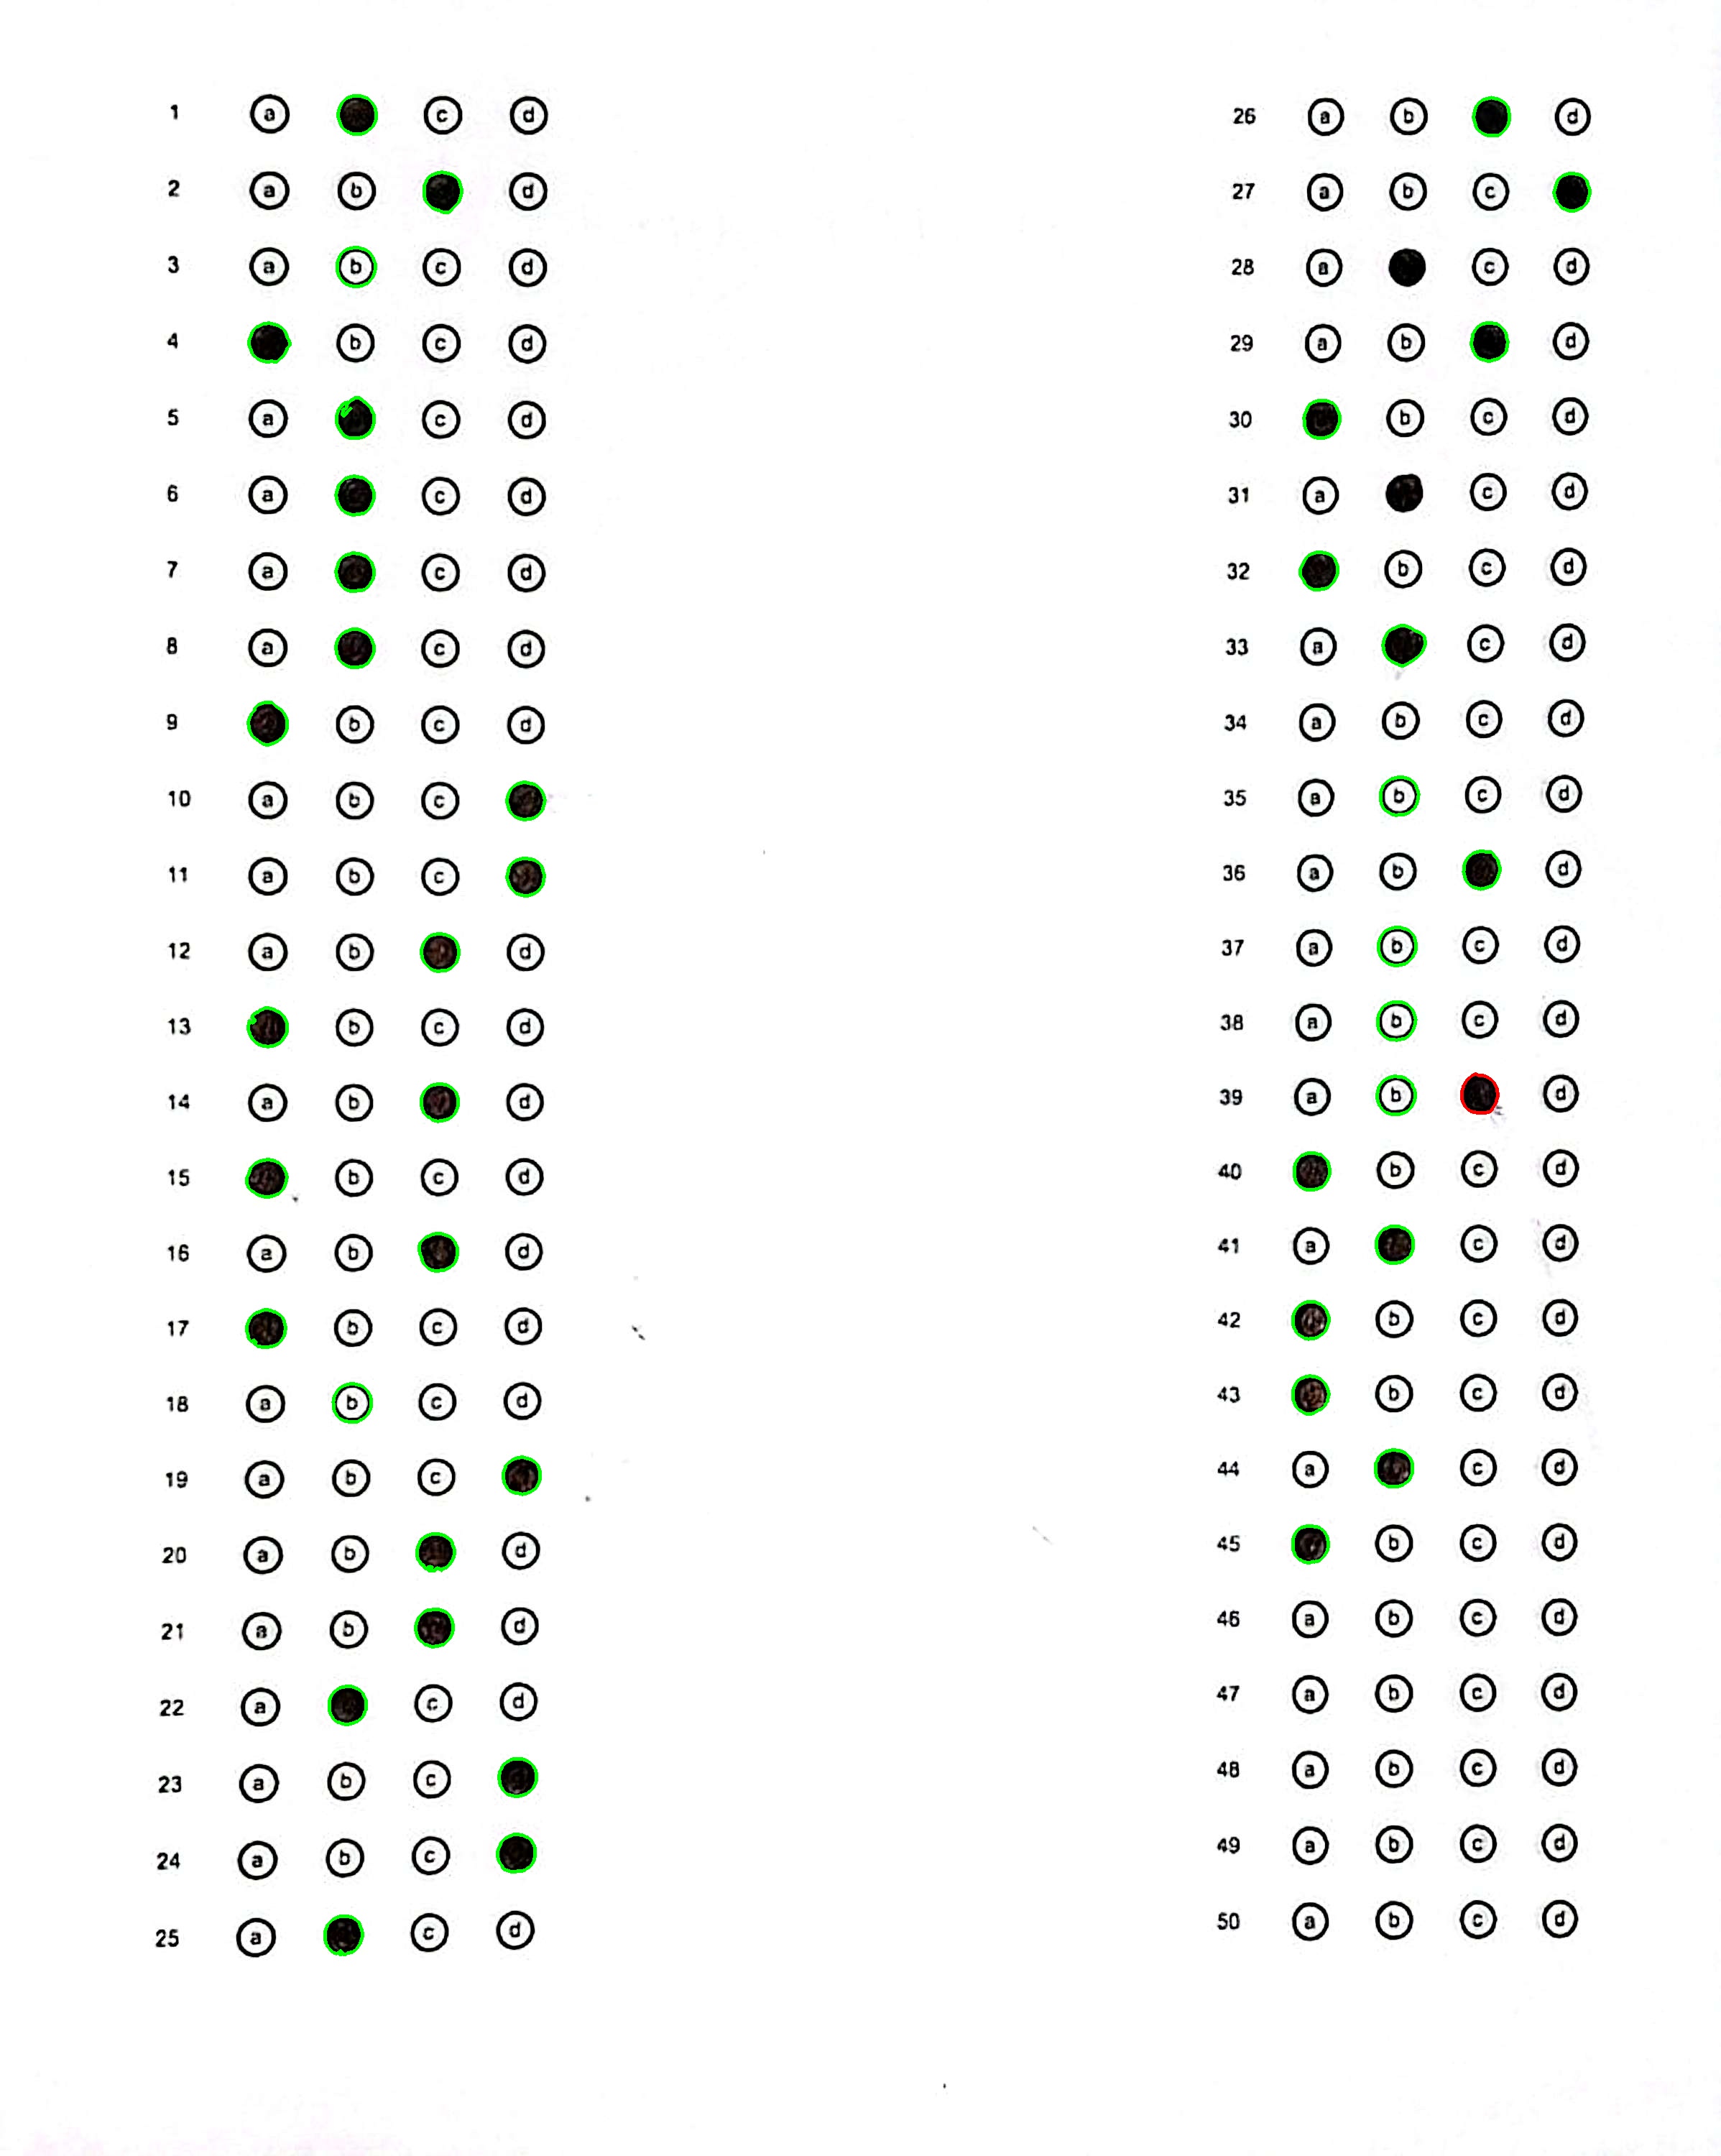 1 a c d
2 a b d
3 a b c d
4 b c d
5 a c d
6 a c d
7 a c d
8 a c d
9 b c d
10 a b c
11 a b c
12 a b d
13 b c d
14 a b d
15 b c d
16 a b d
17 b c d
18 a b c d
19 a b c
20 a b d
21 a b d
22 a c d
23 a b c
24 a b c
25 a c d
26 a b d
27 a b c
28 a c d
29 a b d
30 b c d
31 a c d
32 b c d
33 a c d
34 a b c d
35 a b c d
36 a b d
37 a b c d
38 a b c d
39 a b d
40 b c d
41 a c d
42 b c d
43 b c d
44 a c d
45 b c d
46 a b c d
47 a b c d
48 a b c d
49 a b c d
50 a b c d